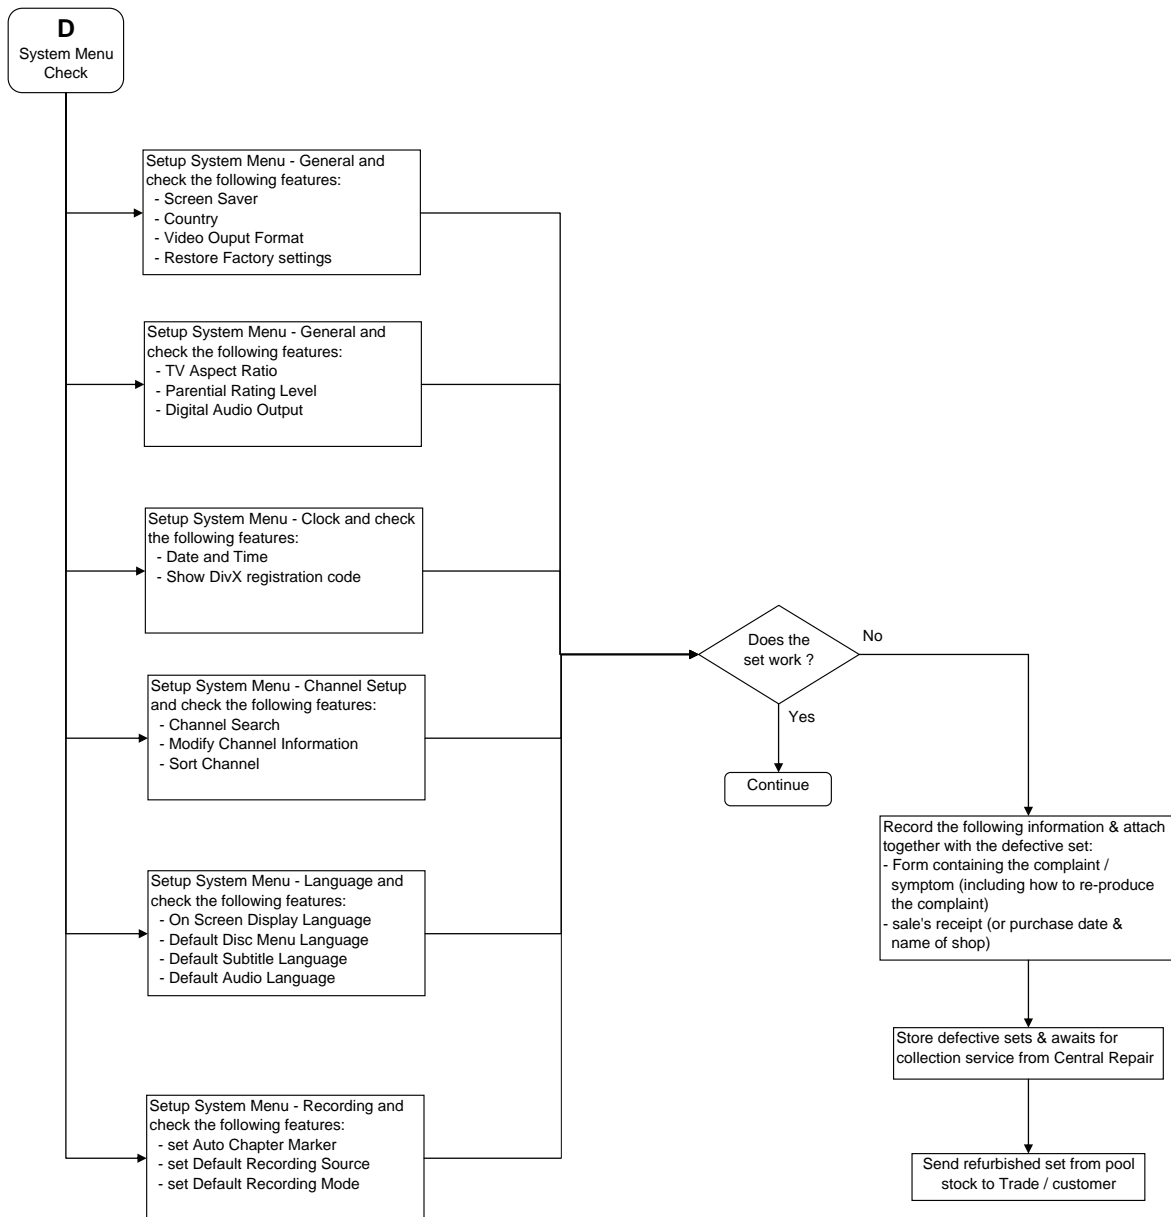 D
System Menu
Check
Setup System Menu - General and
check the following features:
- Screen Saver
- Country
- Video Ouput Format
- Restore Factory settings
Setup System Menu - General and
check the following features:
- TV Aspect Ratio
- Parential Rating Level
- Digital Audio Output
Setup System Menu - Clock and check
the following features:
- Date and Time
- Show DivX registration code
Setup System Menu - Channel Setup
and check the following features:
- Channel Search
- Modify Channel Information
- Sort Channel
Setup System Menu - Language and
check the following features:
- On Screen Display Language
- Default Disc Menu Language
- Default Subtitle Language
- Default Audio Language
Setup System Menu - Recording and
check the following features:
- set Auto Chapter Marker
- set Default Recording Source
- set Default Recording Mode
Does the
set work ?
No
Yes
Continue
Record the following information & attach
together with the defective set:
- Form containing the complaint /
symptom (including how to re-produce
the complaint)
- sale's receipt (or purchase date &
name of shop)
Store defective sets & awaits for
collection service from Central Repair
Send refurbished set from pool
stock to Trade / customer